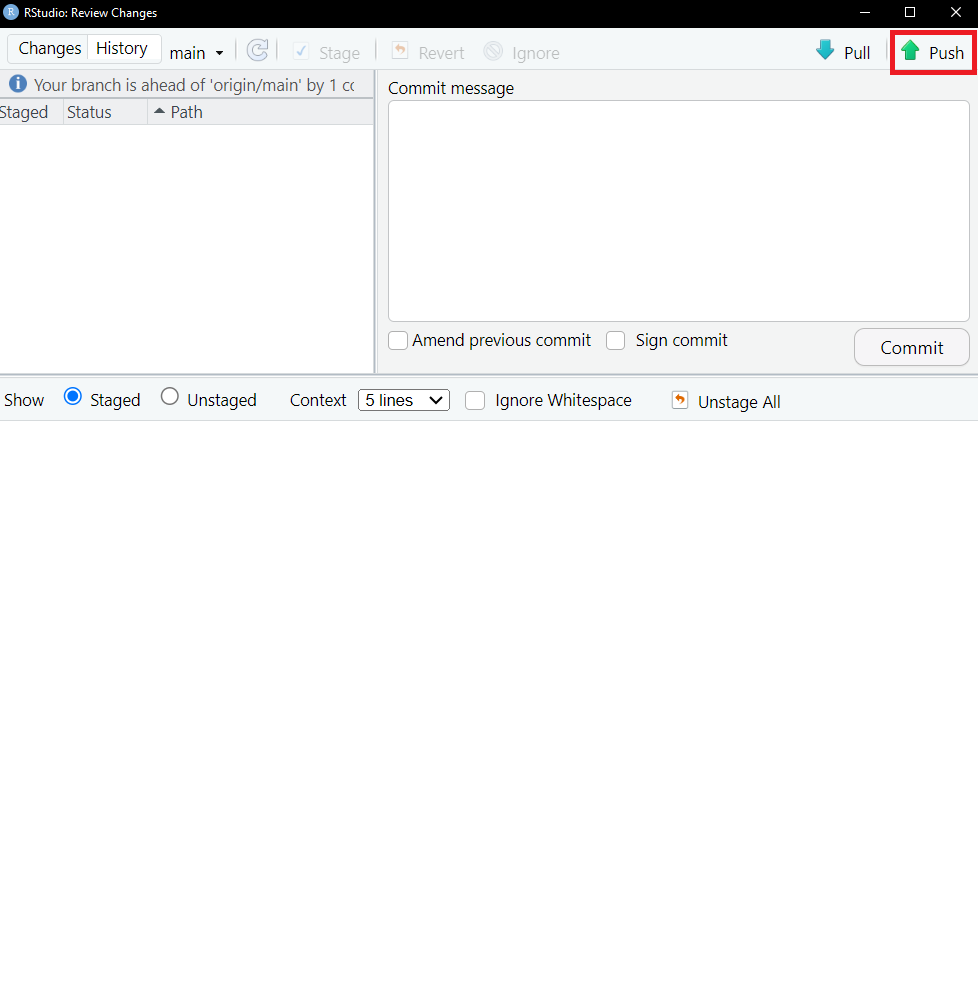 R RStudio: Review Changes
Changes History main Stage Revert Ignore Pull Push
Your branch is ahead of 'origin/main' by 1 cc
Commit message
Staged Status Path
Amend previous commit Sign commit
Commit
Show Staged Unstaged Context 5 lines Ignore Whitespace Unstage All